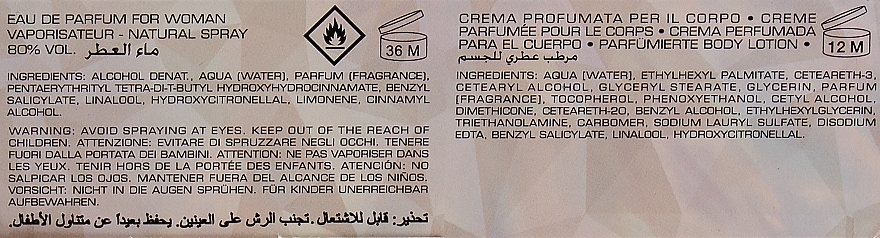 EAU DE PARFUM FOR WOMAN
VAPORISATEUR - NATURAL SPRAY
80% VOL. ماء العطر
36 M
INGREDIENTS: ALCOHOL DENAT., AQUA (WATER), PARFUM (FRAGRANCE),
PENTAERYTHRITYL TETRA-DI-T-BUTYL HYDROXYHYDROCINNAMATE, BENZYL
SALICYLATE, LINALOOL, HYDROXYCITRONELLAL, LIMONENE, CINNAMYL
ALCOHOL.
WARNING: AVOID SPRAYING AT EYES. KEEP OUT OF THE REACH OF
CHILDREN. ATTENZIONE: EVITARE DI SPRUZZARE NEGLI OCCHI. TENERE
FUORI DALLA PORTATA DEI BAMBINI. ATTENTION: NE PAS VAPORISER DANS
LES YEUX. TENIR HORS DE LA PORTÉE DES ENFANTS. ATENCIÓN: NO
SALPICAR LOS OJOS. MANTENER FUERA DEL ALCANCE DE LOS NIÑOS.
VORSICHT: NICHT IN DIE AUGEN SPRÜHEN. FÜR KINDER UNERREICHBAR
AUFBEWAHREN.
تحذير: قابل للاشتعال. تجنب الرش على العينين. يحفظ بعيداً عن متناول الأطفال.
CREMA PROFUMATA PER IL CORPO • CREME
PARFUMÉE POUR LE CORPS • CREMA PERFUMADA
PARA EL CUERPO • PARFÜMIERTE BODY LOTION •
مرطب عطري للجسم
12 M
INGREDIENTS: AQUA (WATER), ETHYLHEXYL PALMITATE, CETEARETH-3,
CETEARYL ALCOHOL, GLYCERYL STEARATE, GLYCERIN, PARFUM
(FRAGRANCE), TOCOPHEROL, PHENOXYETHANOL, CETYL ALCOHOL,
DIMETHICONE, CETEARETH-20, BENZYL ALCOHOL, ETHYLHEXYLGLYCERIN,
TRIETHANOLAMINE, CARBOMER, SODIUM LAURYL SULFATE, DISODIUM
EDTA, BENZYL SALICYLATE, LINALOOL, HYDROXYCITRONELLAL.